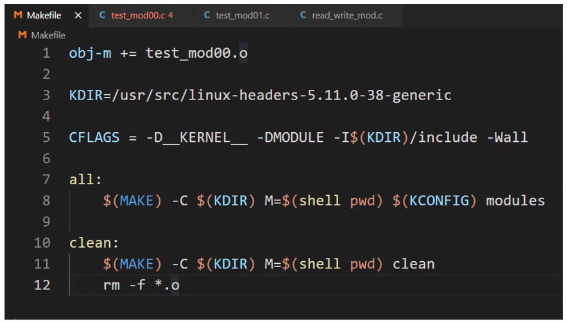 M Makefile × C test_mod00.c 4 C test_mod01.c C read_write_mod.c
M Makefile
1 obj-m += test_mod00.o
2
3 KDIR=/usr/src/linux-headers-5.11.0-38-generic
4
5 CFLAGS = -D__KERNEL__ -DMODULE -I$(KDIR)/include -Wall
6
7 all:
8 $(MAKE) -C $(KDIR) M=$(shell pwd) $(KCONFIG) modules
9
10 clean:
11 $(MAKE) -C $(KDIR) M=$(shell pwd) clean
12 rm -f *.o